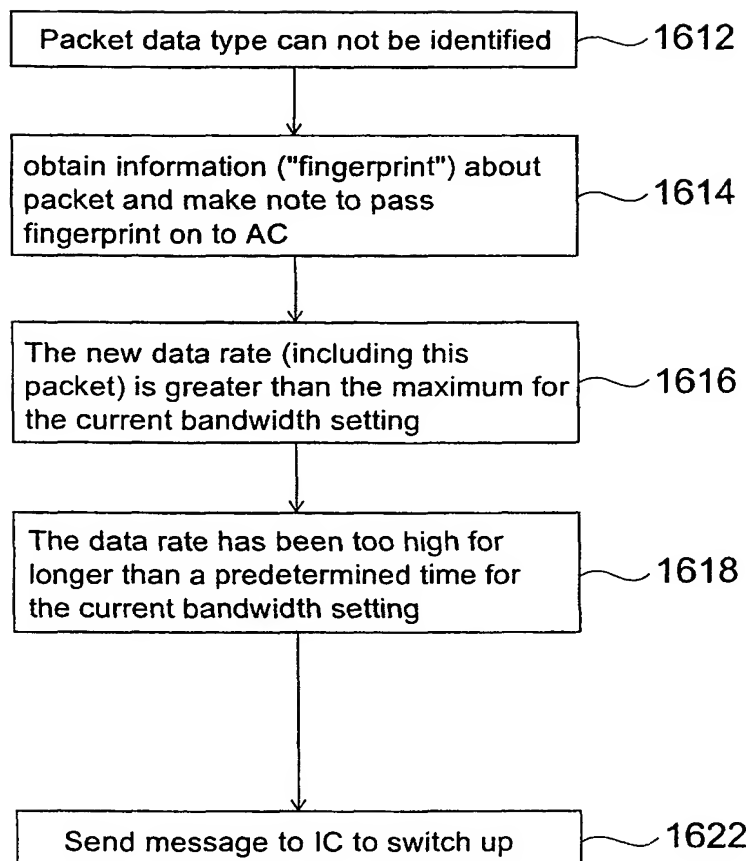 Packet data type can not be identified
1612
obtain information ("fingerprint") about
packet and make note to pass
fingerprint on to AC
1614
The new data rate (including this
packet) is greater than the maximum for
the current bandwidth setting
1616
The data rate has been too high for
longer than a predetermined time for
the current bandwidth setting
1618
Send message to IC to switch up
1622